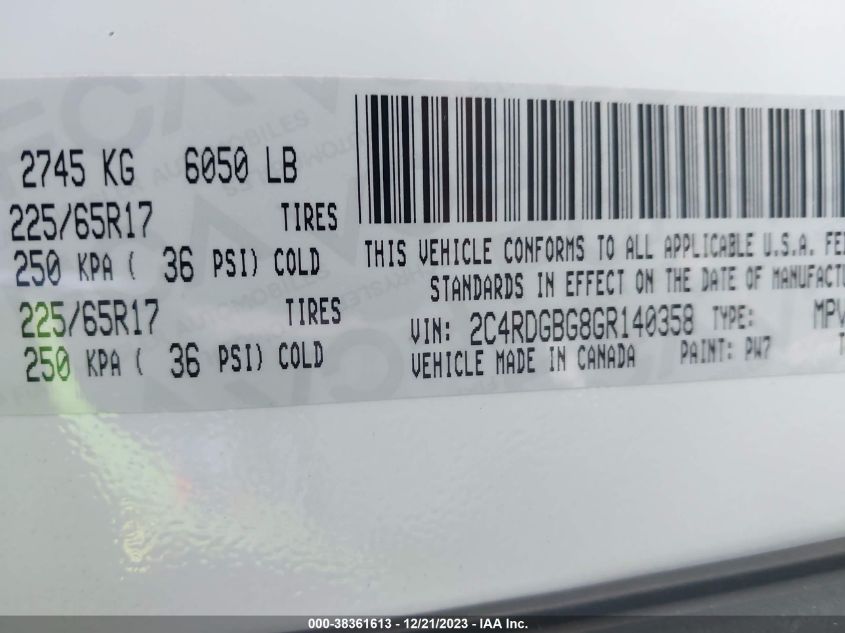 2745 KG 6050 LB
225/65R17 TIRES
250 KPA ( 36 PSI) COLD
225/65R17 TIRES
250 KPA ( 36 PSI) COLD
THIS VEHICLE CONFORMS TO ALL APPLICABLE U.S.A. FE
STANDARDS IN EFFECT ON THE DATE OF MANUFACTU
VIN: 2C4RDGBG8GR140358 TYPE: MPV
VEHICLE MADE IN CANADA PAINT: PW7 T
000-38361613 - 12/21/2023 - IAA Inc.